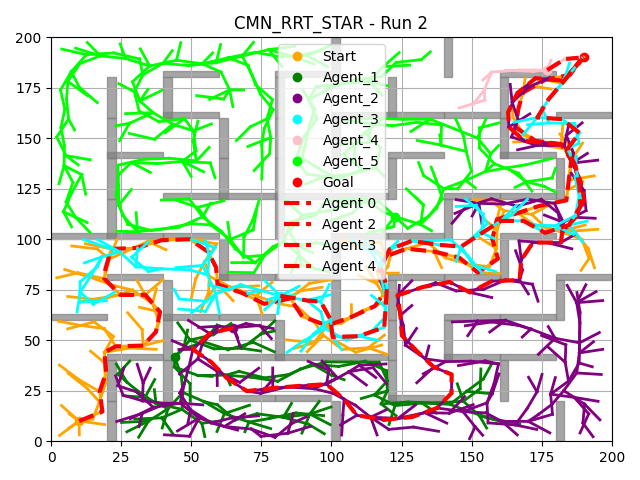 CMN_RRT_STAR - Run 2
Start
Agent_1
Agent_2
Agent_3
Agent_4
Agent_5
Goal
Agent 0
Agent 2
Agent 3
Agent 4
200
175
150
125
100
75
50
25
0
0 25 50 75 100 125 150 175 200